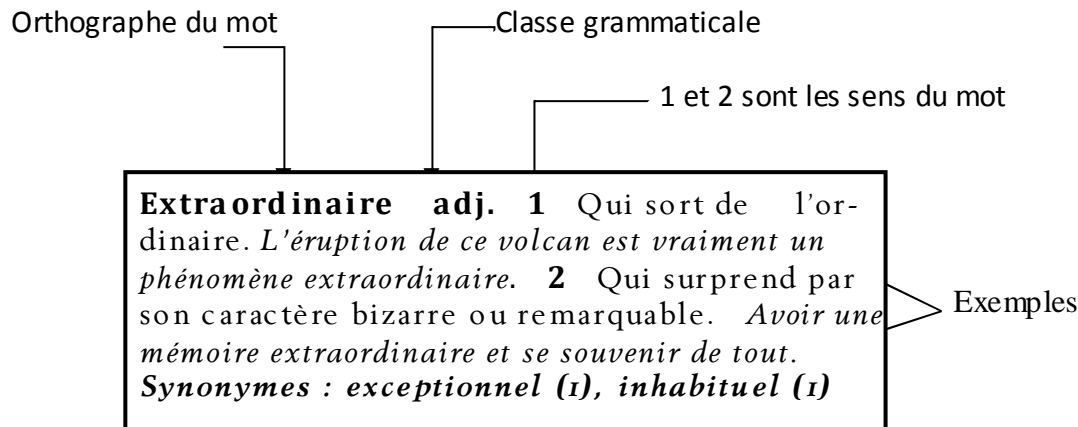 Orthographe du mot
Classe grammaticale
1 et 2 sont les sens du mot
Extraordinaire adj. 1 Qui sort de l'or-
dinaire. L'éruption de ce volcan est vraiment un
phénomène extraordinaire. 2 Qui surprend par
son caractère bizarre ou remarquable. Avoir une
mémoire extraordinaire et se souvenir de tout.
Synonymes : exceptionnel (1), inhabituel (1)
Exemples